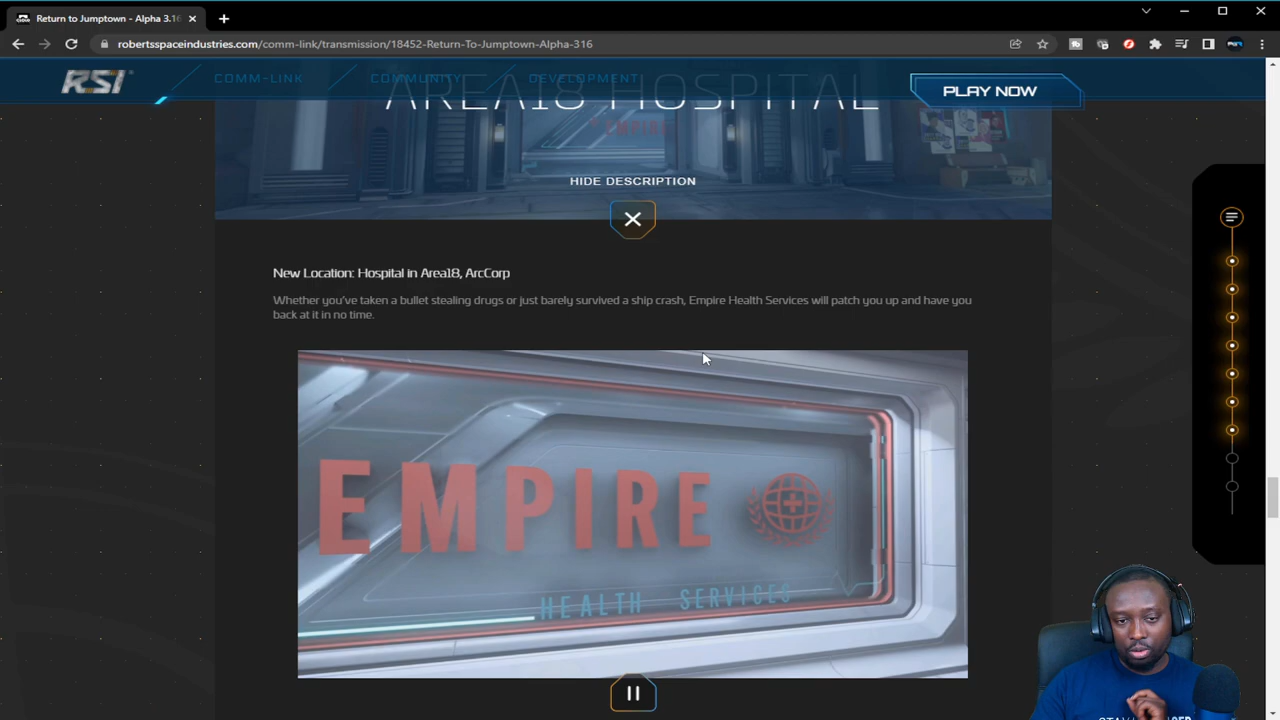 Return to Jumptown - Alpha 3.16
robertsspaceindustries.com/comm-link/transmission/18452-Return-To-Jumptown-Alpha-316
RSI
COMM-LINK
COMMUNITY
DEVELOPMENT
PLAY NOW
AREA18 HOSPITAL
EMPIRE
HIDE DESCRIPTION
New Location: Hospital in Area18, ArcCorp
Whether you've taken a bullet stealing drugs or just barely survived a ship crash, Empire Health Services will patch you up and have you
back at it in no time.
EMPIRE
HEALTH SERVICES